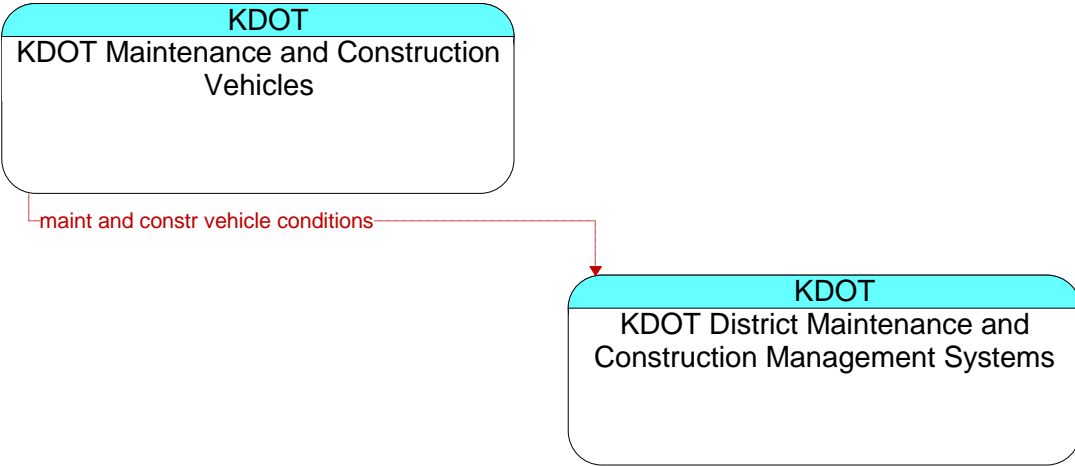 KDOT
KDOT Maintenance and Construction
Vehicles
maint and constr vehicle conditions
KDOT
KDOT District Maintenance and
Construction Management Systems